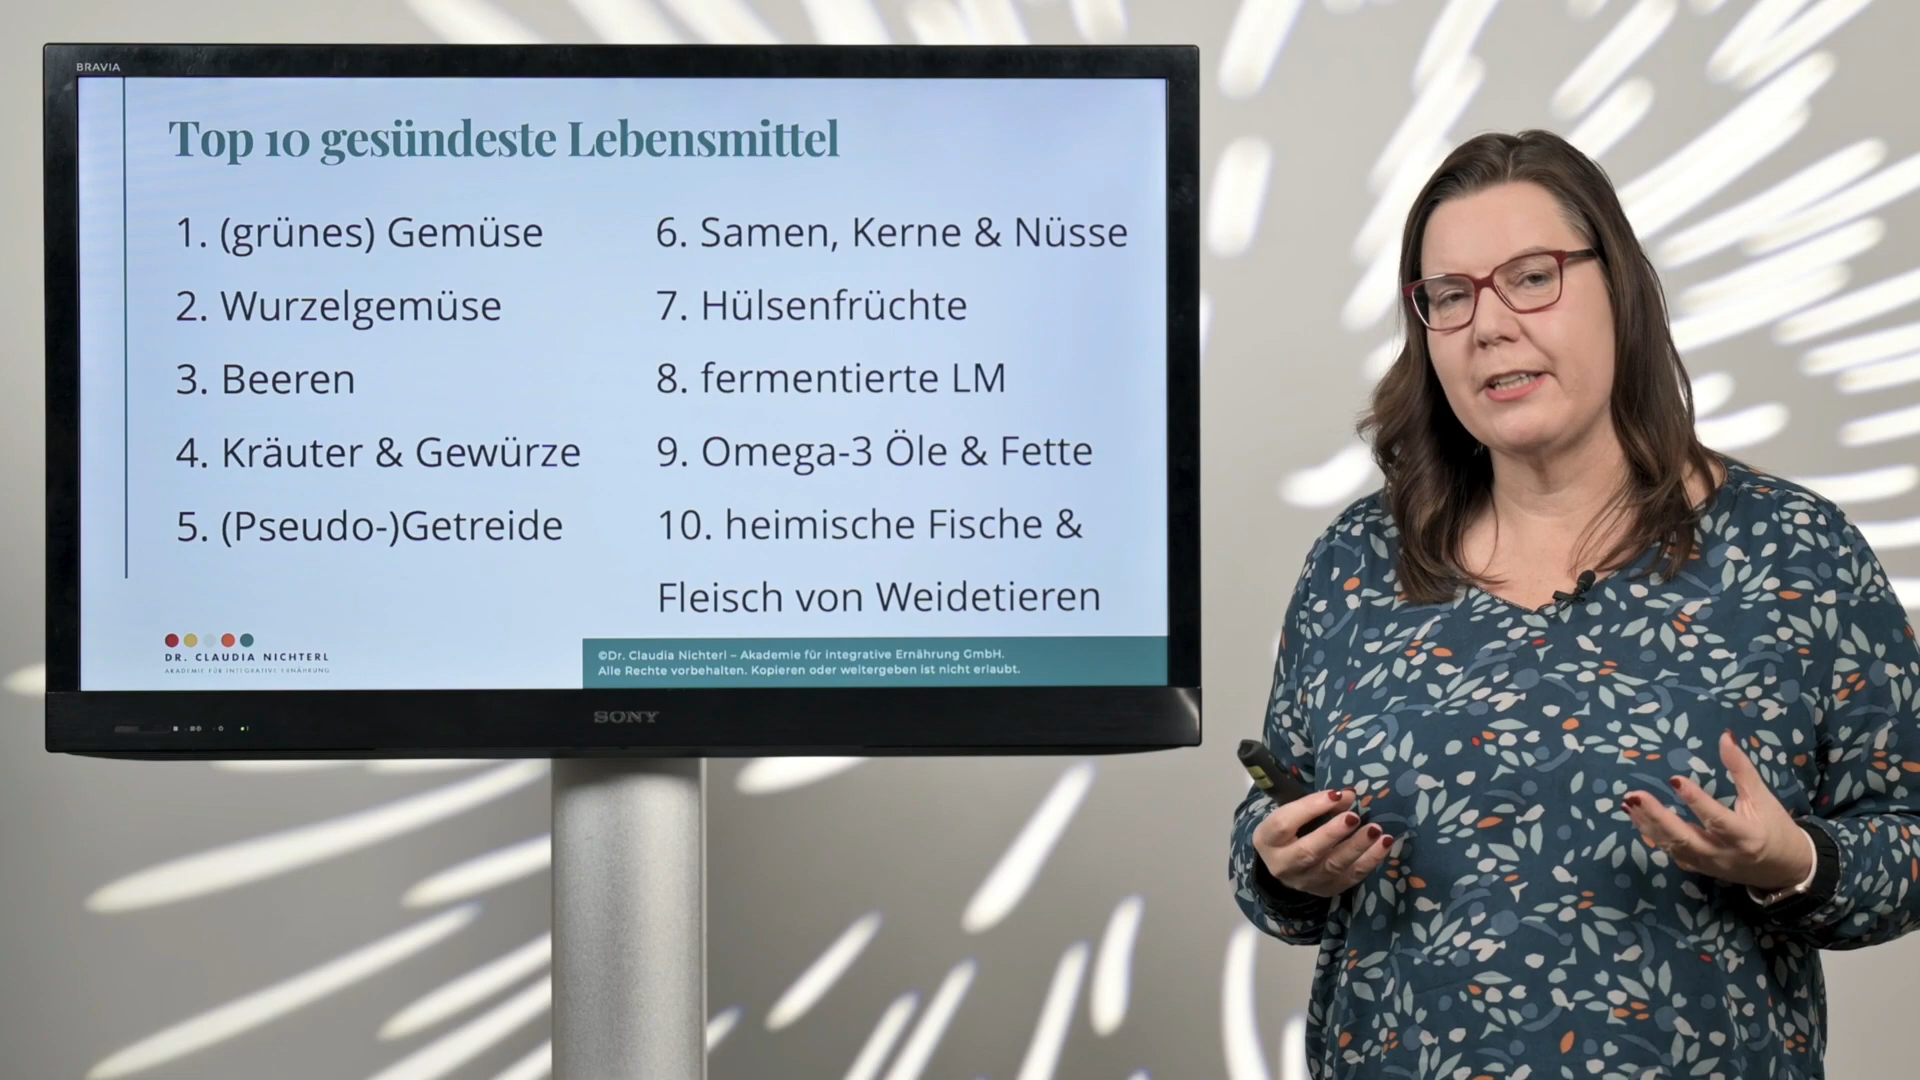 BRAVIA
Top 10 gesündeste Lebensmittel
1. (grünes) Gemüse
2. Wurzelgemüse
3. Beeren
4. Kräuter & Gewürze
5. (Pseudo-)Getreide
6. Samen, Kerne & Nüsse
7. Hülsenfrüchte
8. fermentierte LM
9. Omega-3 Öle & Fette
10. heimische Fische &
Fleisch von Weidetieren
DR. CLAUDIA NICHTERL
AKADEMIE FÜR INTEGRATIVE ERNÄHRUNG
©Dr. Claudia Nichterl – Akademie für integrative Ernährung GmbH.
Alle Rechte vorbehalten. Kopieren oder weitergeben ist nicht erlaubt.
SONY